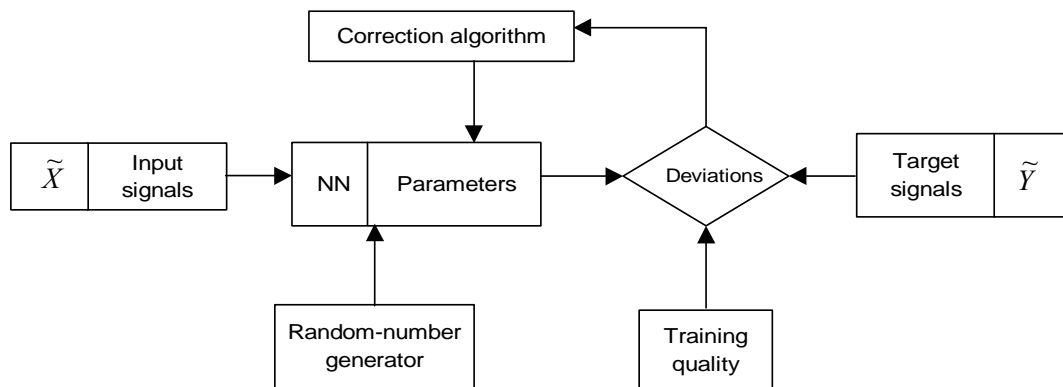 Correction algorithm
X̃
Input
signals
NN
Parameters
Deviations
Target
signals
Ỹ
Random-number
generator
Training
quality